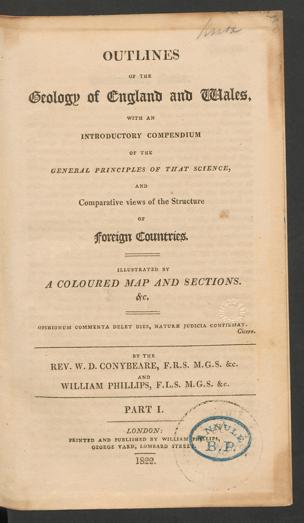 OUTLINES
OF THE
Geology of England and Wales,
WITH AN
INTRODUCTORY COMPENDIUM
OF THE
GENERAL PRINCIPLES OF THAT SCIENCE,
AND
Comparative views of the Structure
OF
Foreign Countries.
ILLUSTRATED BY
A COLOURED MAP AND SECTIONS.
&c.
OPINIONUM COMMENTA DELET DIES, NATURÆ JUDICIA CONFIRMAT.
Cicero.
BY THE
REV. W. D. CONYBEARE, F.R.S. M.G.S. &c.
AND
WILLIAM PHILLIPS, F.L.S. M.G.S. &c.
PART I.
LONDON:
PRINTED AND PUBLISHED BY WILLIAM PHILLIPS,
GEORGE YARD, LOMBARD STREET.
1822.
ANNULÉ
B.P.